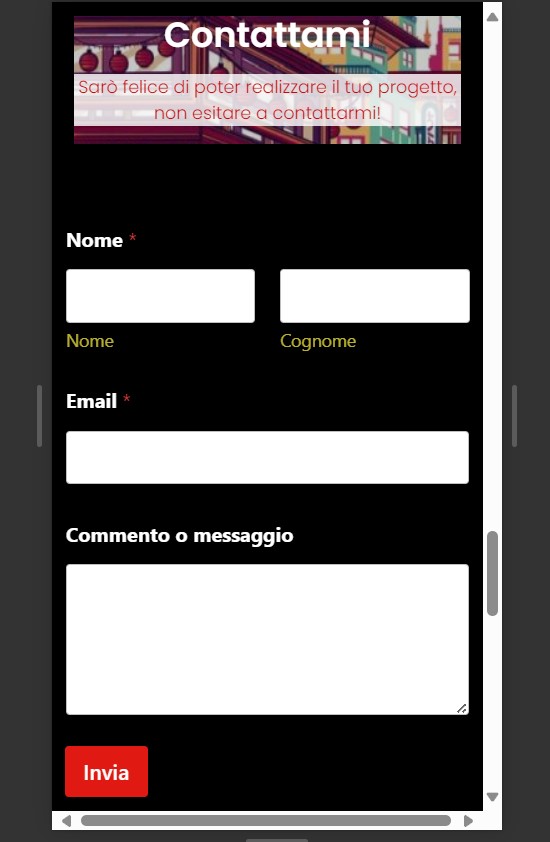 Contattami
Sarò felice di poter realizzare il tuo progetto,
non esitare a contattarmi!
Nome *
Nome Cognome
Email *
Commento o messaggio
Invia